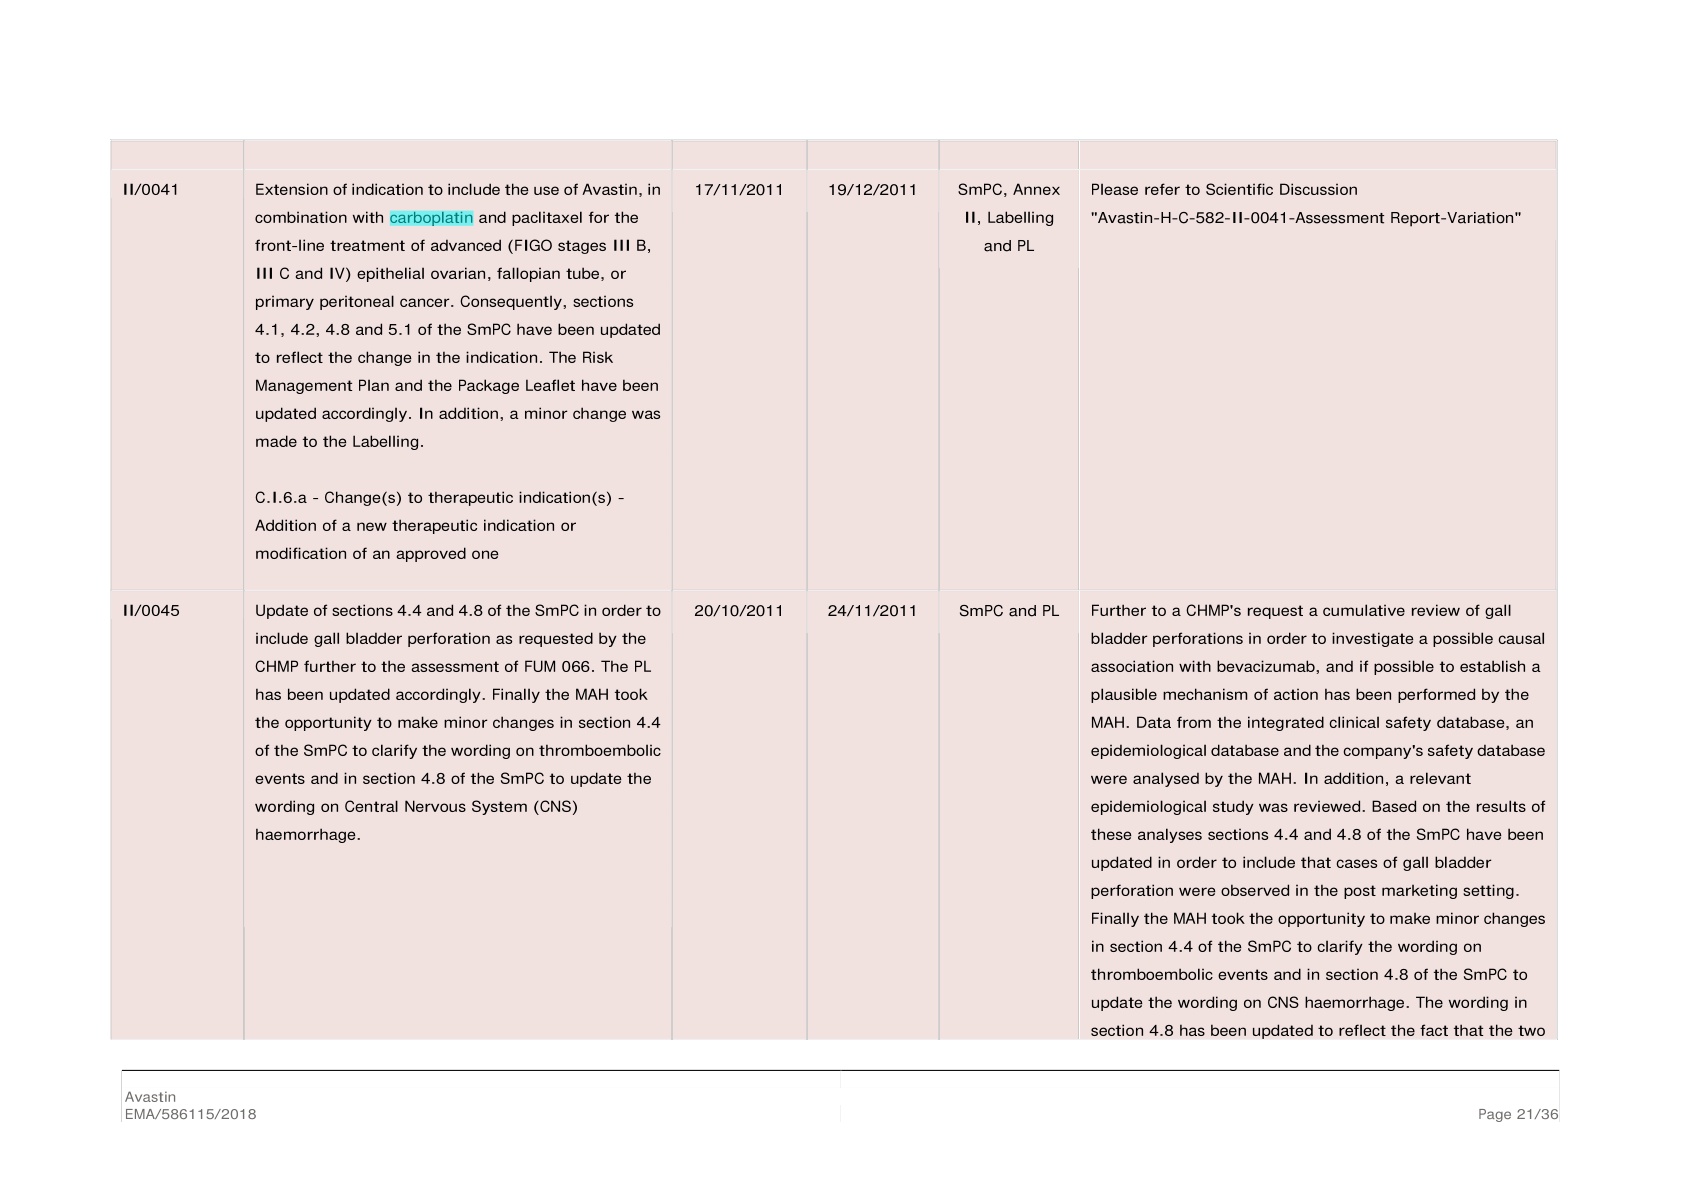 II/0041
Extension of indication to include the use of Avastin, in
combination with carboplatin and paclitaxel for the
front-line treatment of advanced (FIGO stages III B,
III C and IV) epithelial ovarian, fallopian tube, or
primary peritoneal cancer. Consequently, sections
4.1, 4.2, 4.8 and 5.1 of the SmPC have been updated
to reflect the change in the indication. The Risk
Management Plan and the Package Leaflet have been
updated accordingly. In addition, a minor change was
made to the Labelling.
C.I.6.a - Change(s) to therapeutic indication(s) -
Addition of a new therapeutic indication or
modification of an approved one
17/11/2011
19/12/2011
SmPC, Annex
II, Labelling
and PL
Please refer to Scientific Discussion
"Avastin-H-C-582-II-0041-Assessment Report-Variation"
II/0045
Update of sections 4.4 and 4.8 of the SmPC in order to
include gall bladder perforation as requested by the
CHMP further to the assessment of FUM 066. The PL
has been updated accordingly. Finally the MAH took
the opportunity to make minor changes in section 4.4
of the SmPC to clarify the wording on thromboembolic
events and in section 4.8 of the SmPC to update the
wording on Central Nervous System (CNS)
haemorrhage.
20/10/2011
24/11/2011
SmPC and PL
Further to a CHMP's request a cumulative review of gall
bladder perforations in order to investigate a possible causal
association with bevacizumab, and if possible to establish a
plausible mechanism of action has been performed by the
MAH. Data from the integrated clinical safety database, an
epidemiological database and the company's safety database
were analysed by the MAH. In addition, a relevant
epidemiological study was reviewed. Based on the results of
these analyses sections 4.4 and 4.8 of the SmPC have been
updated in order to include that cases of gall bladder
perforation were observed in the post marketing setting.
Finally the MAH took the opportunity to make minor changes
in section 4.4 of the SmPC to clarify the wording on
thromboembolic events and in section 4.8 of the SmPC to
update the wording on CNS haemorrhage. The wording in
section 4.8 has been updated to reflect the fact that the two
Avastin
EMA/586115/2018
Page 21/36